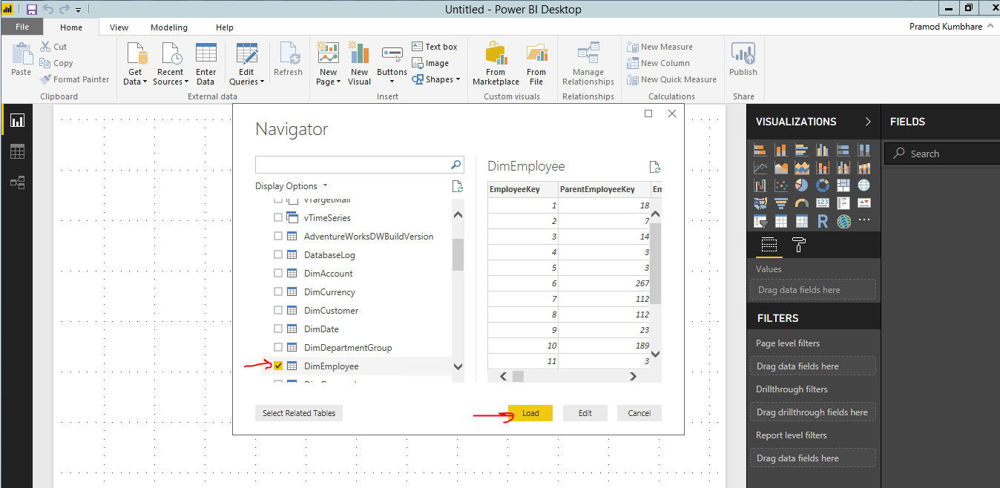 Untitled - Power BI Desktop
File Home View Modeling Help Pramod Kumbhare
Paste
Cut
Copy
Format Painter
Clipboard
Get Data
Recent Sources
Enter Data
Edit Queries
Refresh
External data
New Page
New Visual
Buttons
Text box
Image
Shapes
Insert
From Marketplace
From File
Custom visuals
Manage Relationships
Relationships
New Measure
New Column
New Quick Measure
Calculations
Publish
Share
Navigator
Display Options
vTargetMail
vTimeSeries
AdventureWorksDWBuildVersion
DatabaseLog
DimAccount
DimCurrency
DimCustomer
DimDate
DimDepartmentGroup
DimEmployee
Select Related Tables
DimEmployee
EmployeeKey ParentEmployeeKey Em
1 18
2 7
3 14
4 3
5 3
6 267
7 112
8 112
9 23
10 189
11 3
Load Edit Cancel
VISUALIZATIONS
123
R
Values
Drag data fields here
FILTERS
Page level filters
Drag data fields here
Drillthrough filters
Drag drillthrough fields here
Report level filters
Drag data fields here
FIELDS
Search